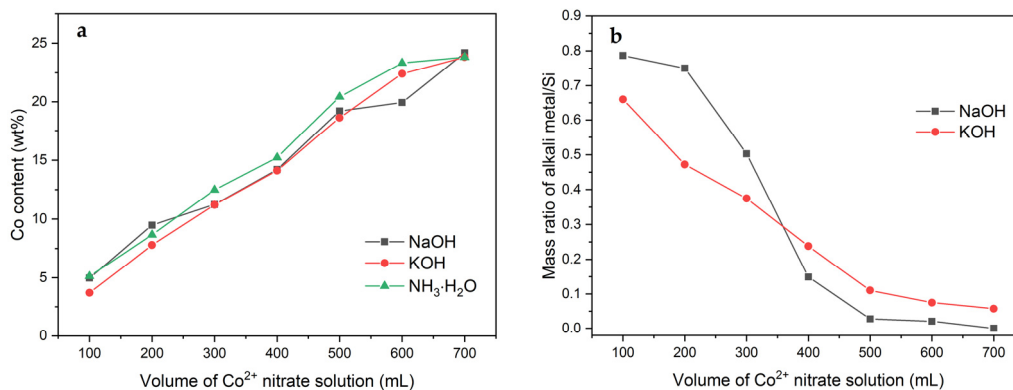 a
25
20
15
10
5
0
Co content (wt%)
NaOH
KOH
NH₃·H₂O
100 200 300 400 500 600 700
Volume of Co²⁺ nitrate solution (mL)
b
0.9
0.8
0.7
0.6
0.5
0.4
0.3
0.2
0.1
0.0
Mass ratio of alkali metal/Si
NaOH
KOH
100 200 300 400 500 600 700
Volume of Co²⁺ nitrate solution (mL)